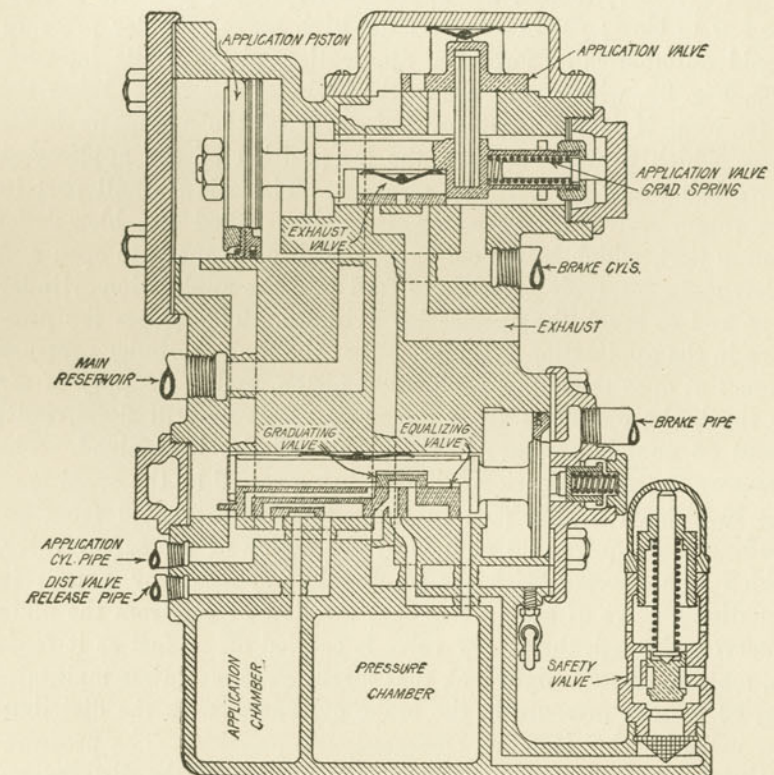 APPLICATION PISTON
APPLICATION VALVE
APPLICATION VALVE
GRAD. SPRING
EXHAUST
VALVE
BRAKE CYL'S.
EXHAUST
MAIN
RESERVOIR
BRAKE PIPE
GRADUATING
VALVE
EQUALIZING
VALVE
APPLICATION
CYL. PIPE
DIST. VALVE
RELEASE PIPE
APPLICATION
CHAMBER.
PRESSURE
CHAMBER
SAFETY
VALVE